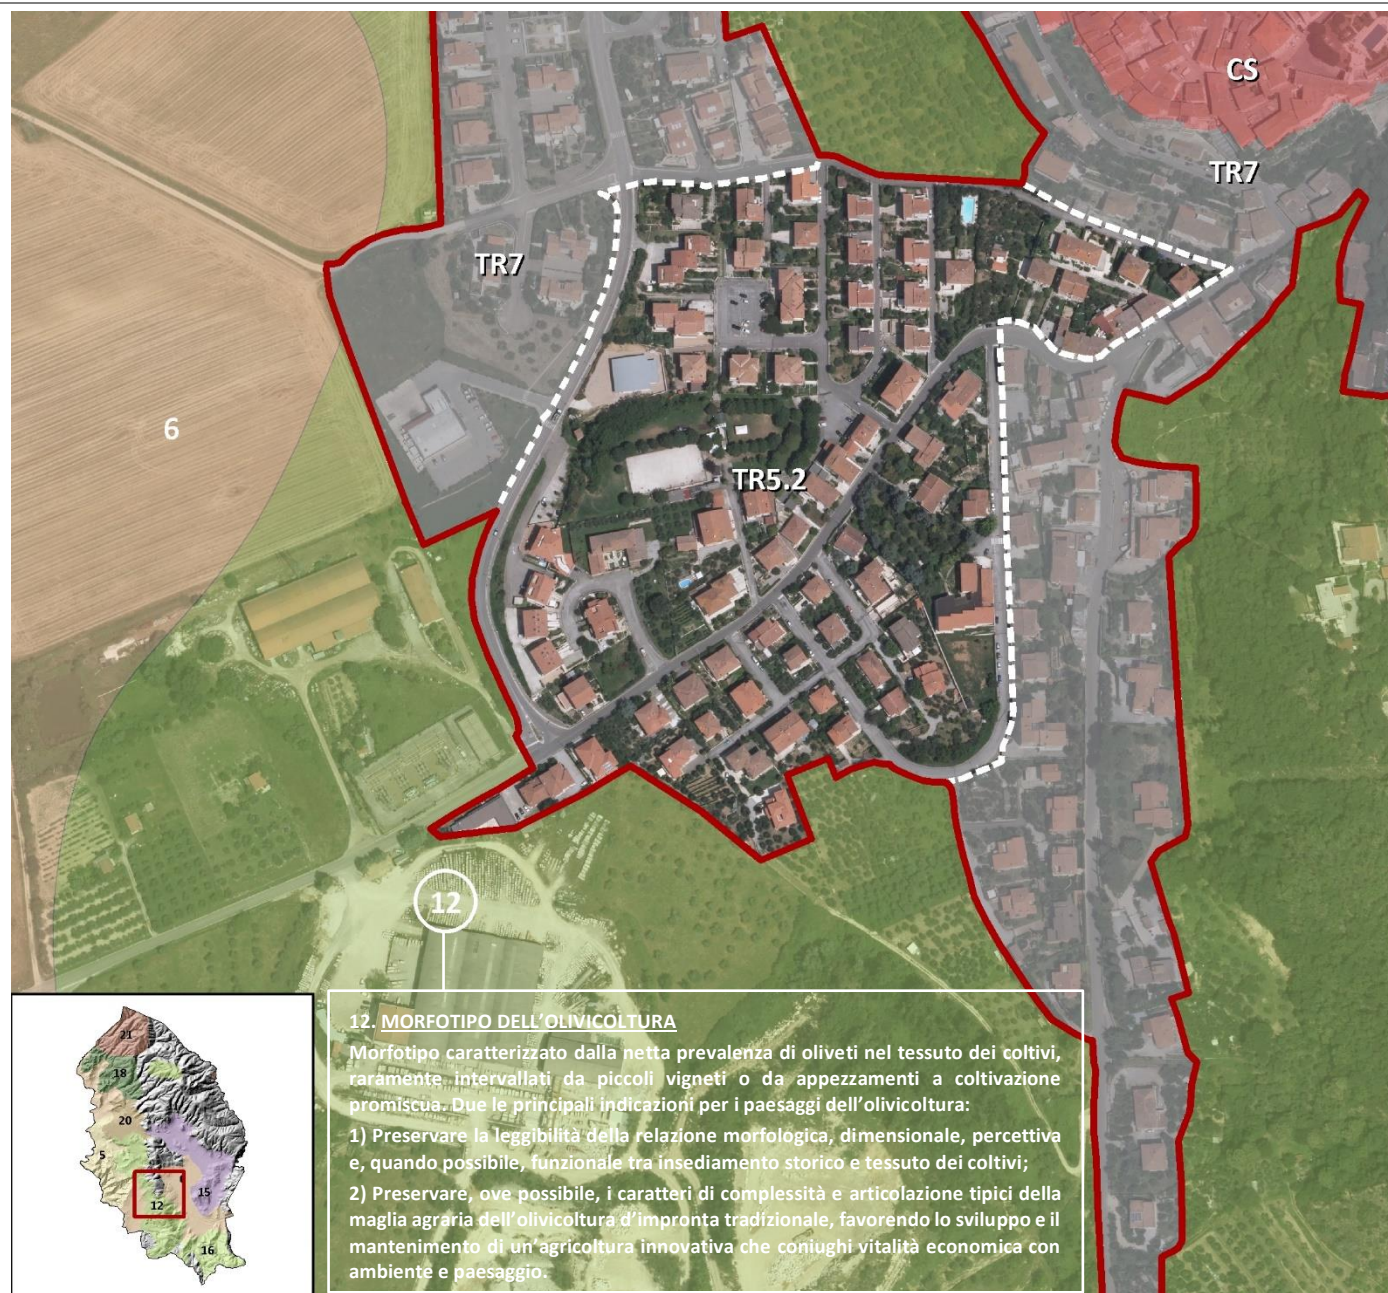 CS
TR7
TR7
6
TR5.2
12
12. MORFOTIPO DELL’OLIVICOLTURA
Morfotipo caratterizzato dalla netta prevalenza di oliveti nel tessuto dei coltivi,
raramente intervallati da piccoli vigneti o da appezzamenti a coltivazione
promiscua. Due le principali indicazioni per i paesaggi dell’olivicoltura:
1) Preservare la leggibilità della relazione morfologica, dimensionale, percettiva
e, quando possibile, funzionale tra insediamento storico e tessuto dei coltivi;
2) Preservare, ove possibile, i caratteri di complessità e articolazione tipici della
maglia agraria dell’olivicoltura d’impronta tradizionale, favorendo lo sviluppo e il
mantenimento di un’agricoltura innovativa che coniughi vitalità economica con
ambiente e paesaggio.
21
18
20
5
15
12
16